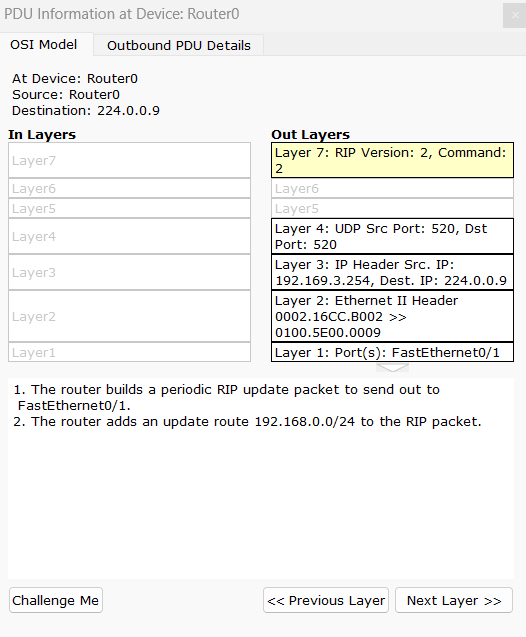 PDU Information at Device: Router0
OSI Model
Outbound PDU Details
At Device: Router0
Source: Router0
Destination: 224.0.0.9
In Layers
Layer7
Layer6
Layer5
Layer4
Layer3
Layer2
Layer1
Out Layers
Layer 7: RIP Version: 2, Command:
2
Layer6
Layer5
Layer 4: UDP Src Port: 520, Dst
Port: 520
Layer 3: IP Header Src. IP:
192.169.3.254, Dest. IP: 224.0.0.9
Layer 2: Ethernet II Header
0002.16CC.B002 >>
0100.5E00.0009
Layer 1: Port(s): FastEthernet0/1
1. The router builds a periodic RIP update packet to send out to
FastEthernet0/1.
2. The router adds an update route 192.168.0.0/24 to the RIP packet.
Challenge Me
<< Previous Layer
Next Layer >>